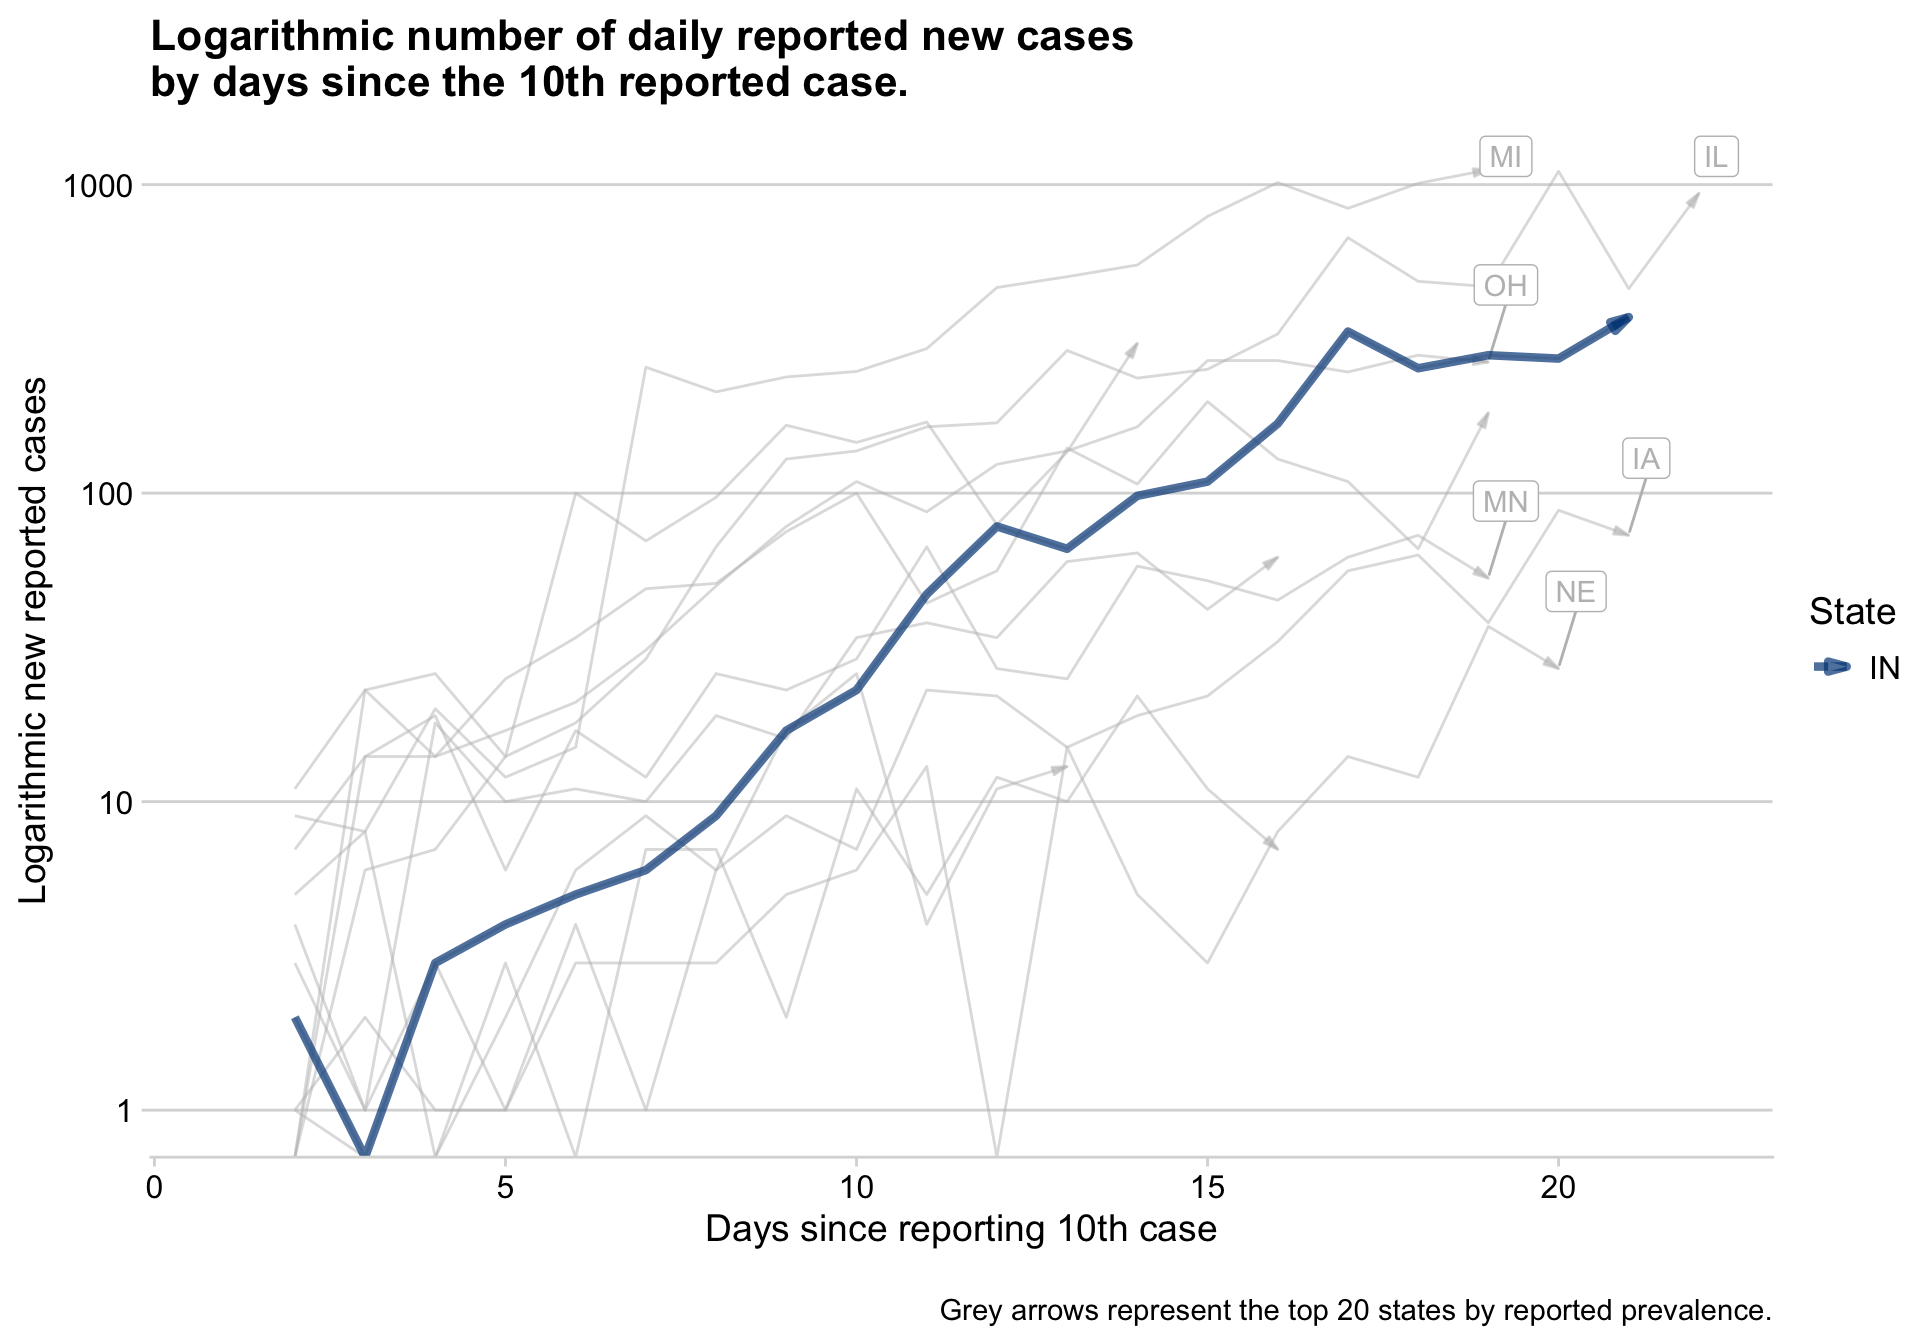 Logarithmic number of daily reported new cases
by days since the 10th reported case.
Logarithmic new reported cases
1000
100
10
1
MI
IL
OH
IA
MN
NE
State
IN
0
5
10
15
20
Days since reporting 10th case
Grey arrows represent the top 20 states by reported prevalence.